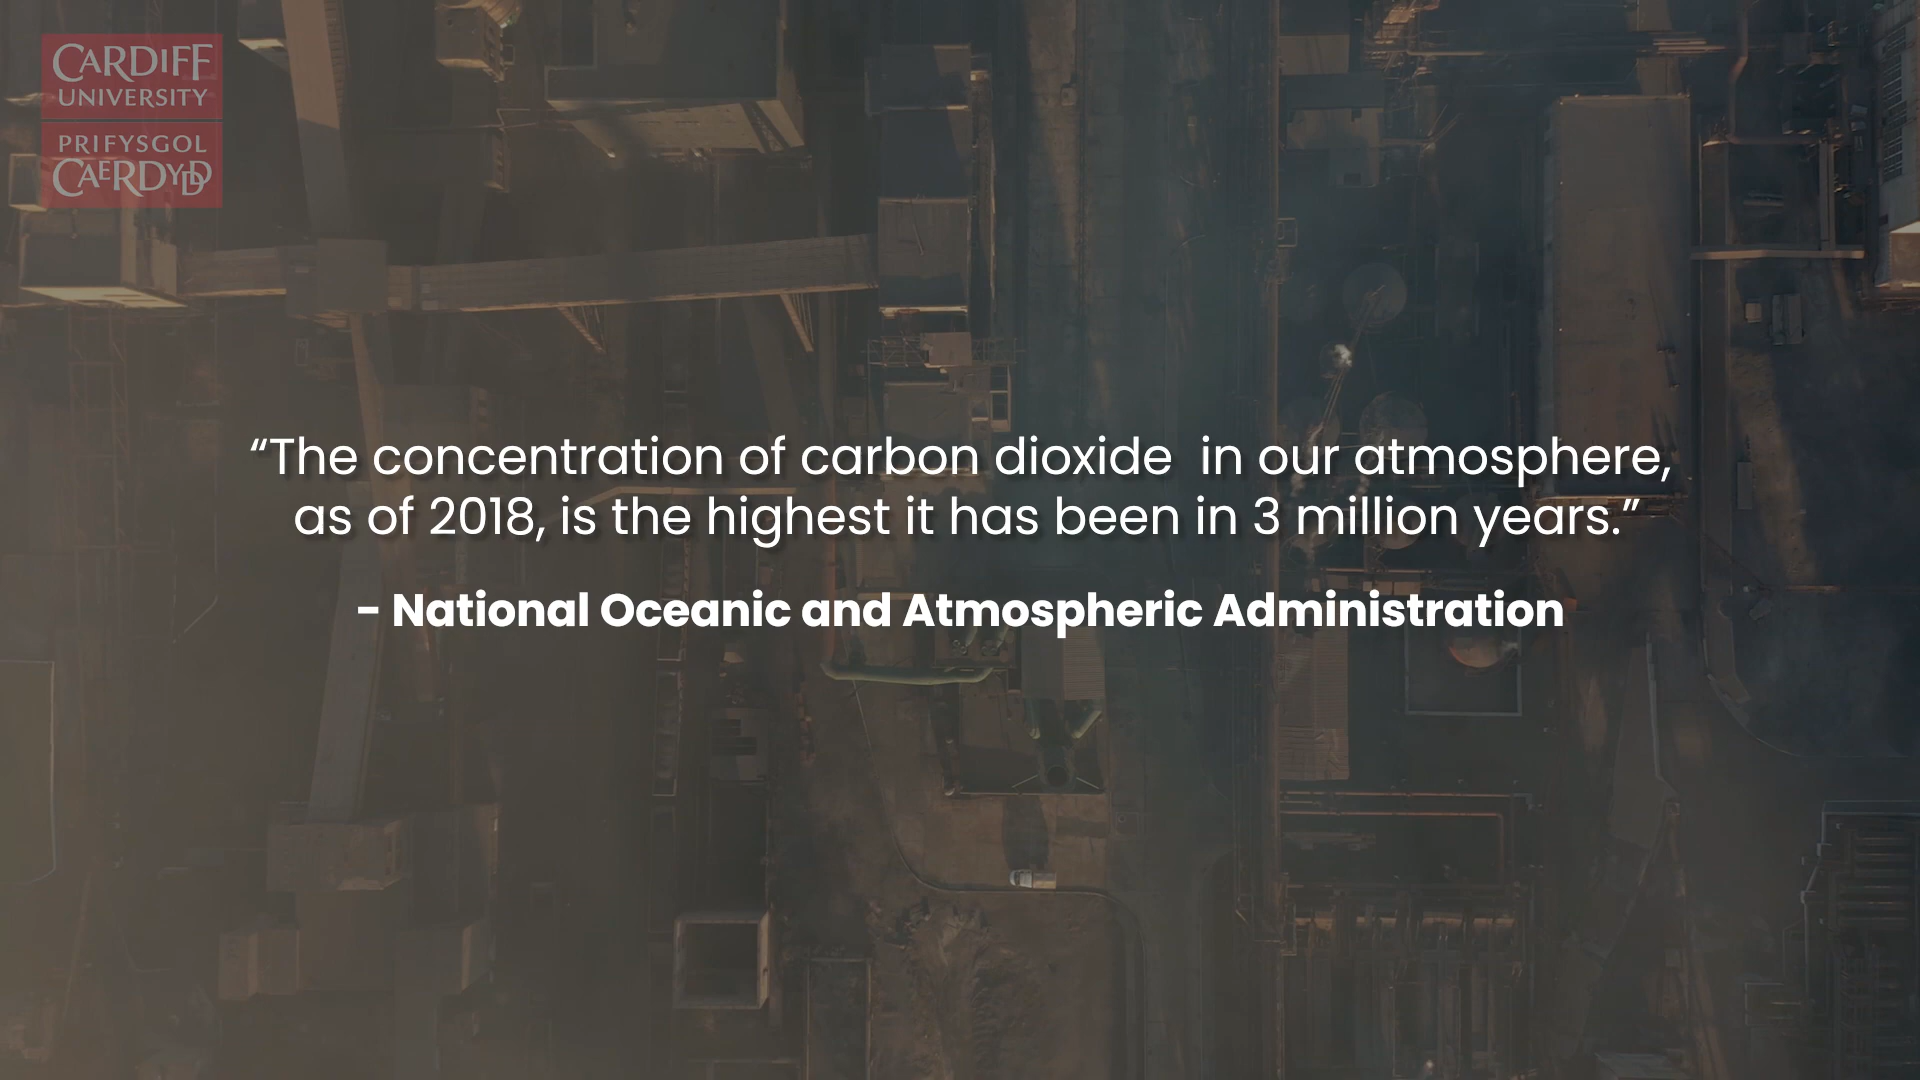 CARDIFF
UNIVERSITY
PRIFYSGOL
CAERDYDD
“The concentration of carbon dioxide  in our atmosphere,
as of 2018, is the highest it has been in 3 million years.”
- National Oceanic and Atmospheric Administration